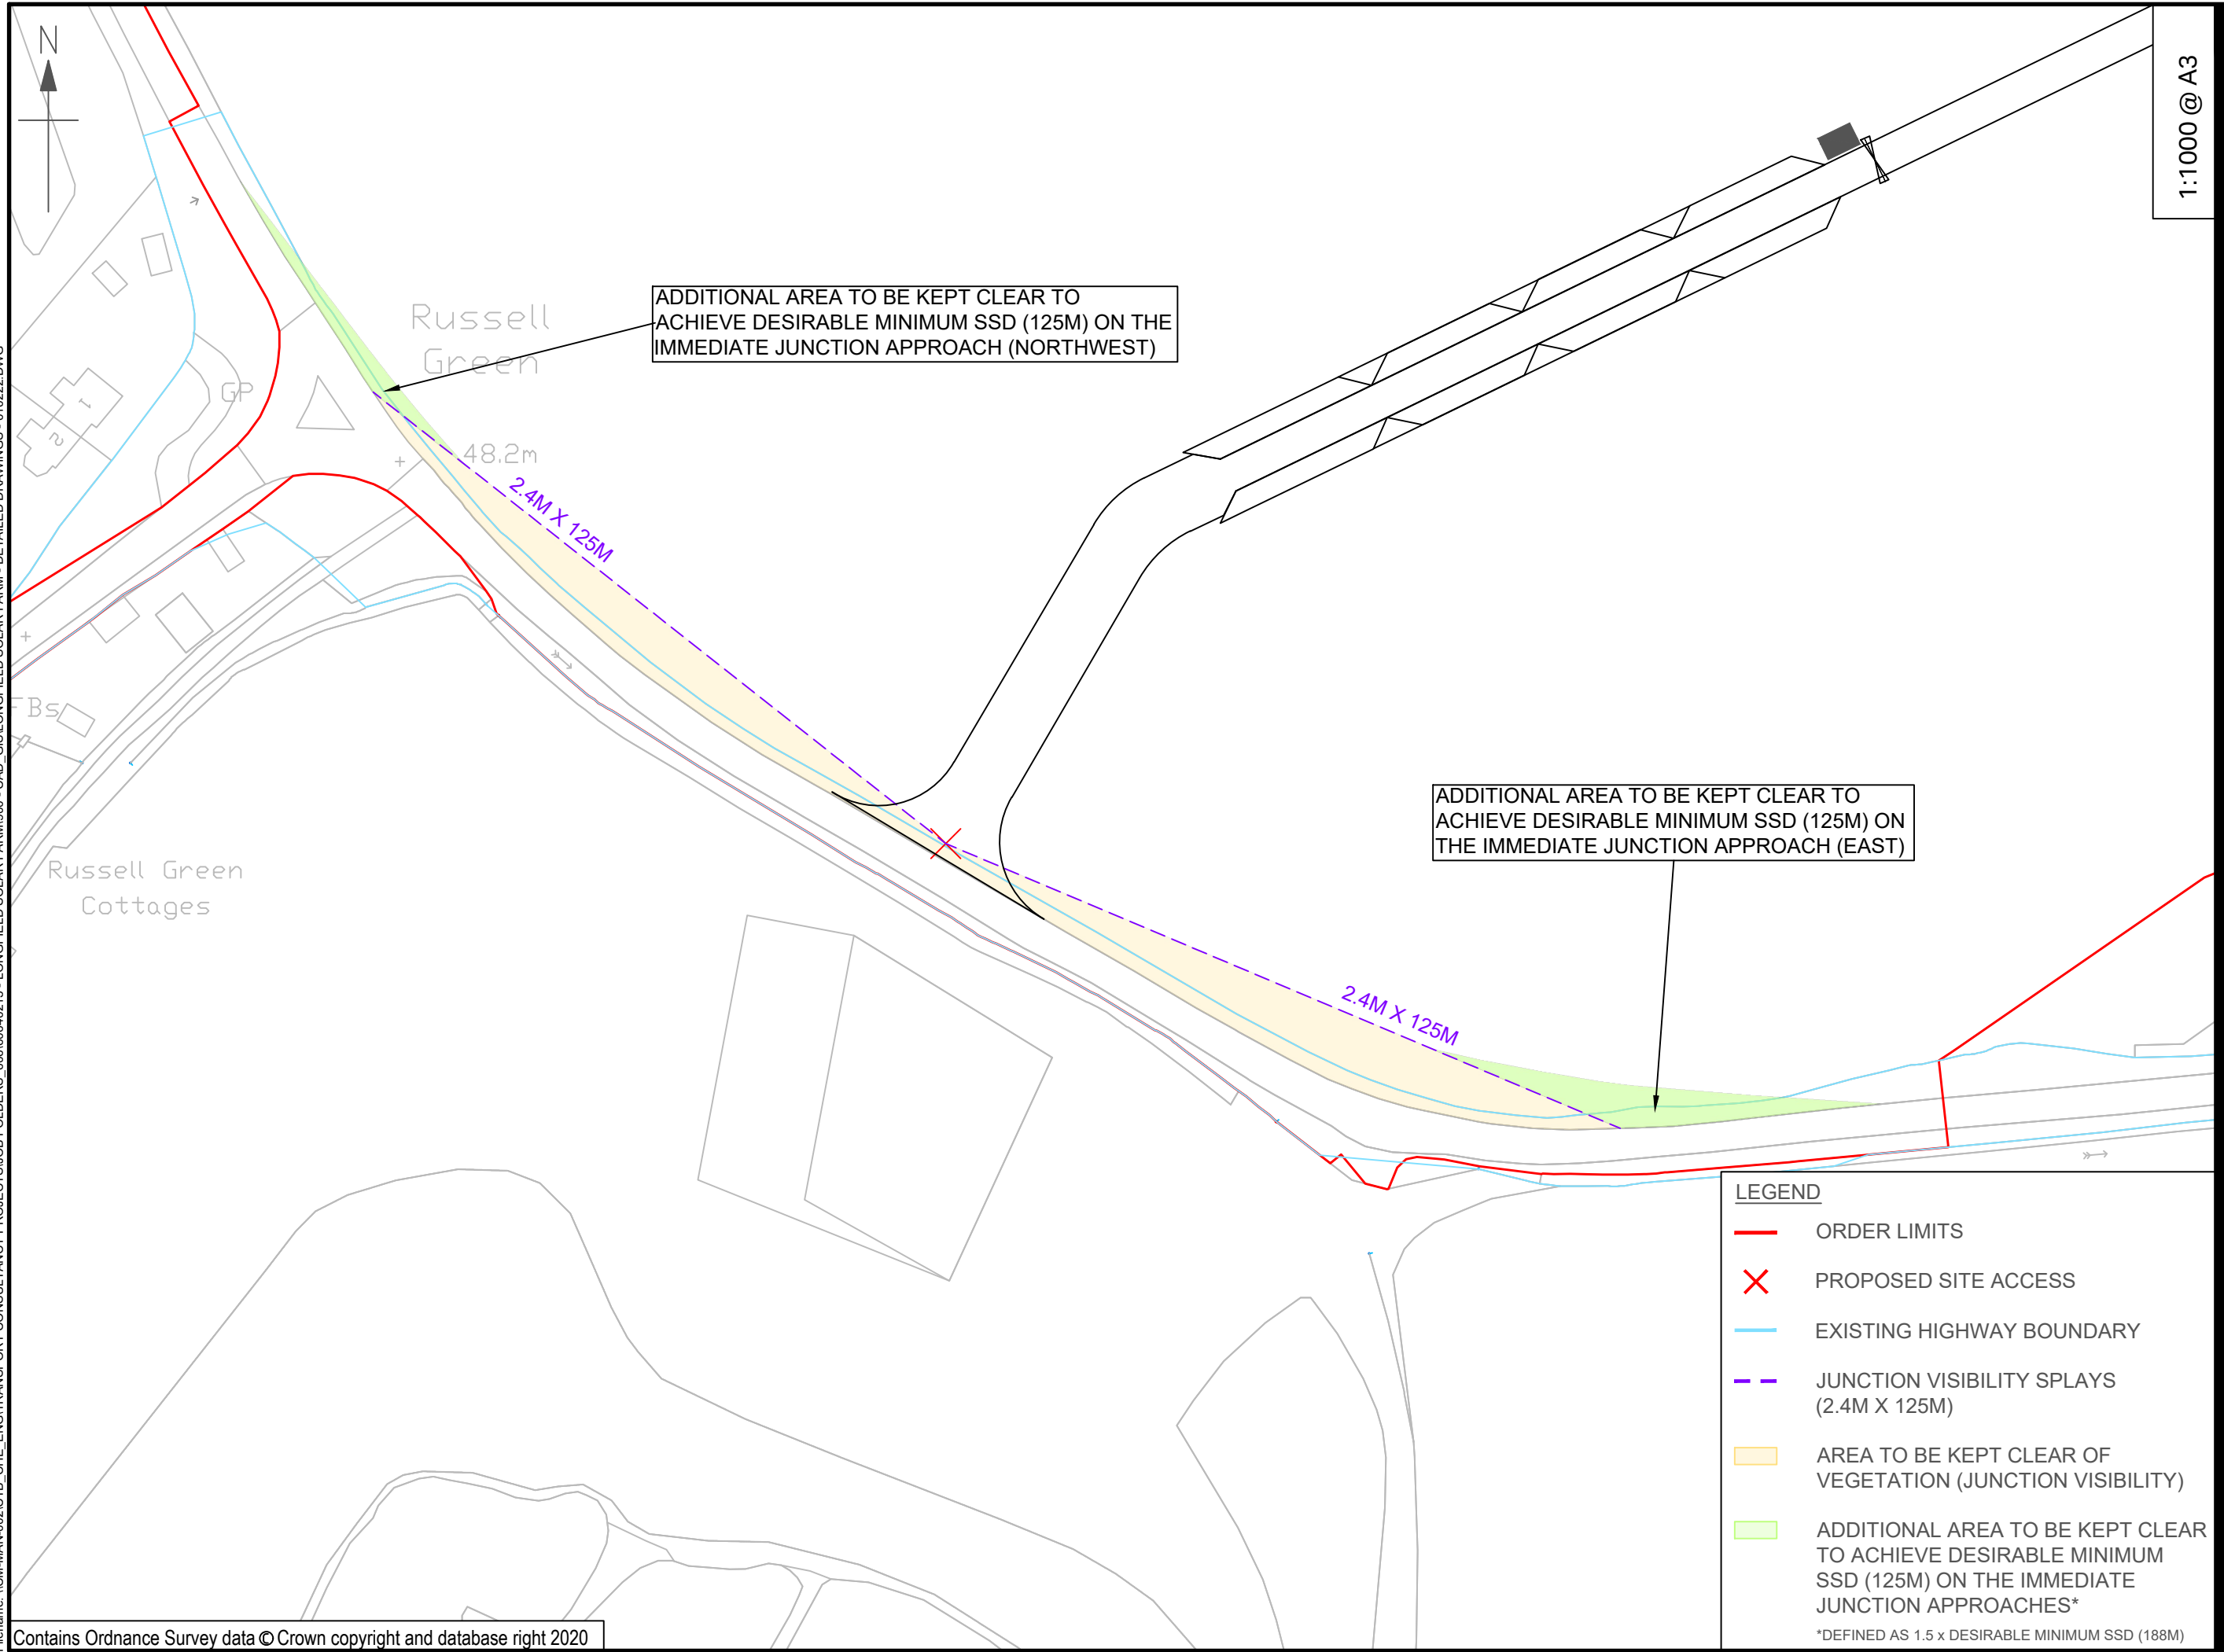 N
1:1000 @ A3
Russell
Green
ADDITIONAL AREA TO BE KEPT CLEAR TO
ACHIEVE DESIRABLE MINIMUM SSD (125M) ON THE
IMMEDIATE JUNCTION APPROACH (NORTHWEST)
GP
1
2
48.2m
2.4M X 125M
FBs
Russell Green
Cottages
ADDITIONAL AREA TO BE KEPT CLEAR TO
ACHIEVE DESIRABLE MINIMUM SSD (125M) ON
THE IMMEDIATE JUNCTION APPROACH (EAST)
2.4M X 125M
LEGEND
ORDER LIMITS
PROPOSED SITE ACCESS
EXISTING HIGHWAY BOUNDARY
JUNCTION VISIBILITY SPLAYS
(2.4M X 125M)
AREA TO BE KEPT CLEAR OF
VEGETATION (JUNCTION VISIBILITY)
ADDITIONAL AREA TO BE KEPT CLEAR
TO ACHIEVE DESIRABLE MINIMUM
SSD (125M) ON THE IMMEDIATE
JUNCTION APPROACHES*
*DEFINED AS 1.5 x DESIRABLE MINIMUM SSD (188M)
Contains Ordnance Survey data © Crown copyright and database right 2020